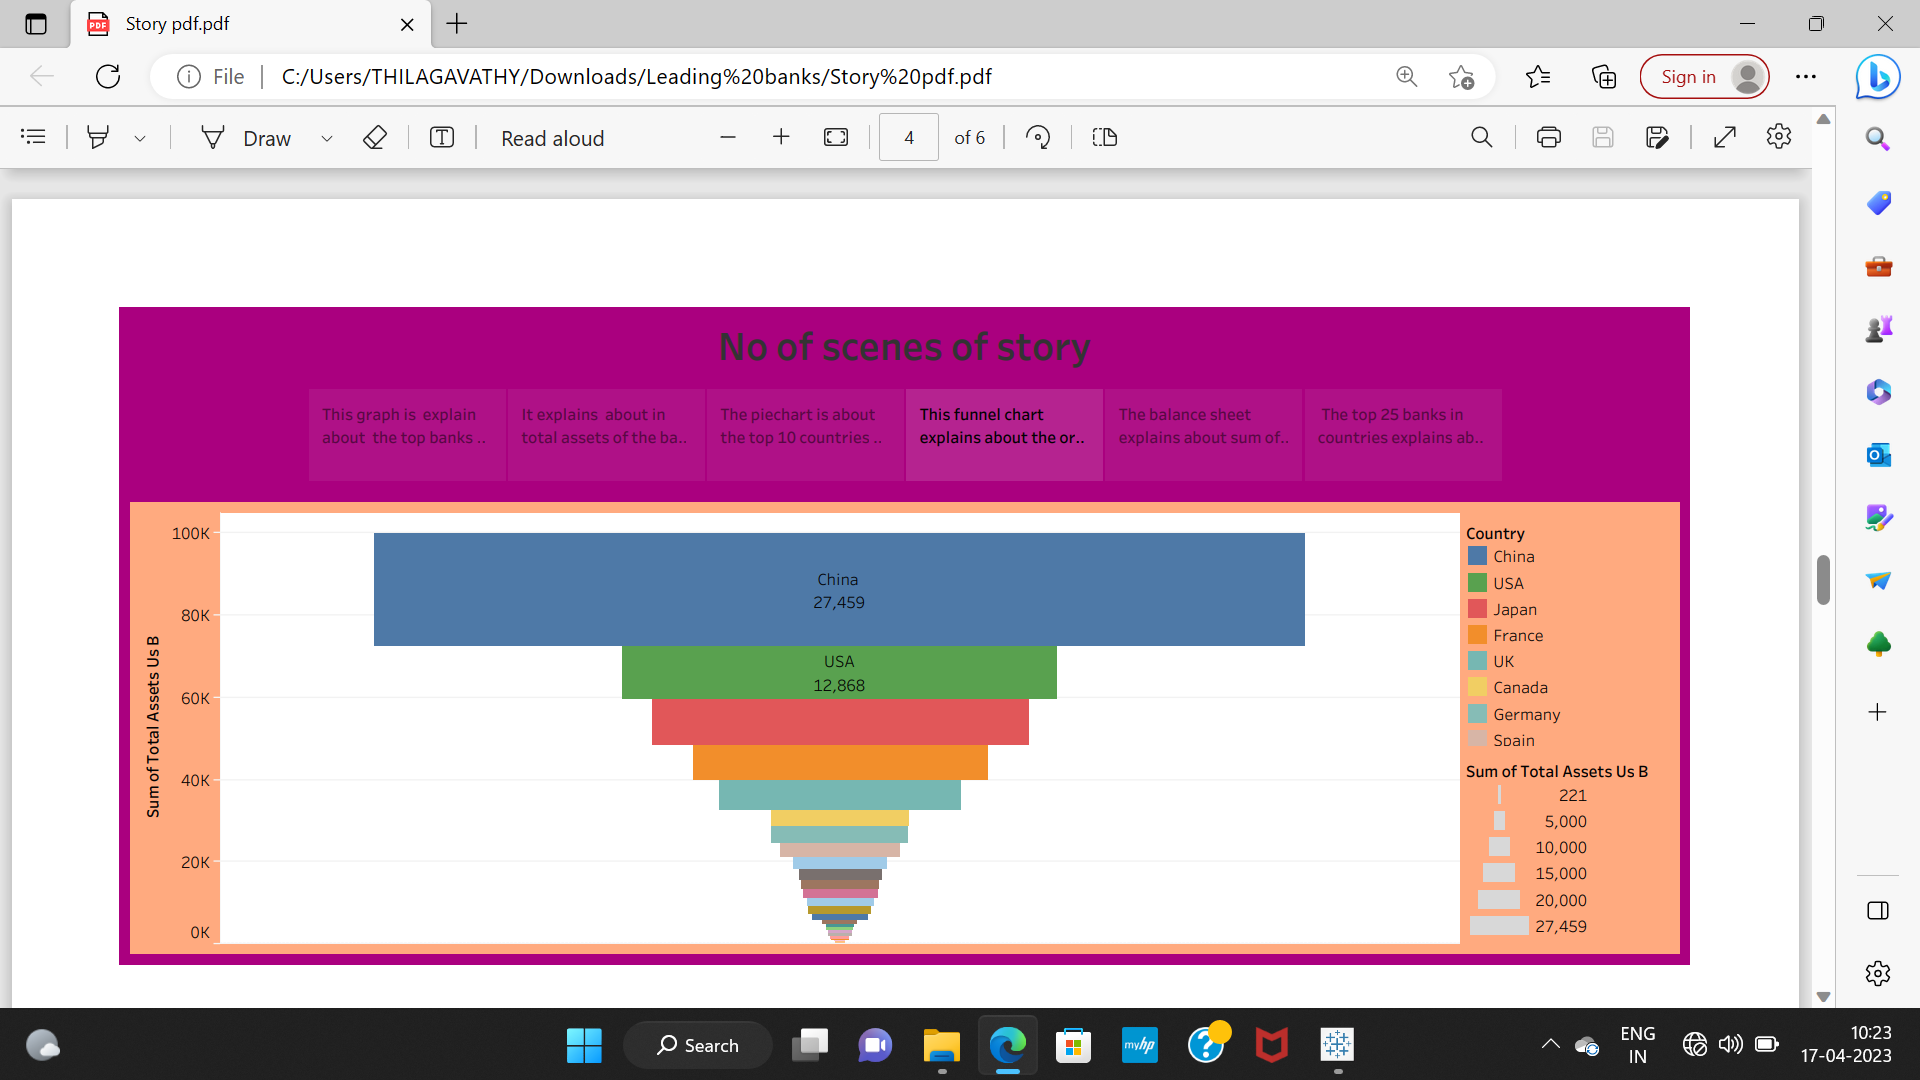 Story pdf.pdf
File
C:/Users/THILAGAVATHY/Downloads/Leading%20banks/Story%20pdf.pdf
Sign in
Draw
Read aloud
4
of 6
No of scenes of story
This graph is explain
about the top banks ..
It explains about in
total assets of the ba..
The piechart is about
the top 10 countries ..
This funnel chart
explains about the or..
The balance sheet
explains about sum of..
The top 25 banks in
countries explains ab..
Sum of Total Assets Us B
100K
80K
60K
40K
20K
0K
China
27,459
USA
12,868
Country
China
USA
Japan
France
UK
Canada
Germany
Spain
Sum of Total Assets Us B
221
5,000
10,000
15,000
20,000
27,459
Search
myhp
ENG
IN
10:23
17-04-2023